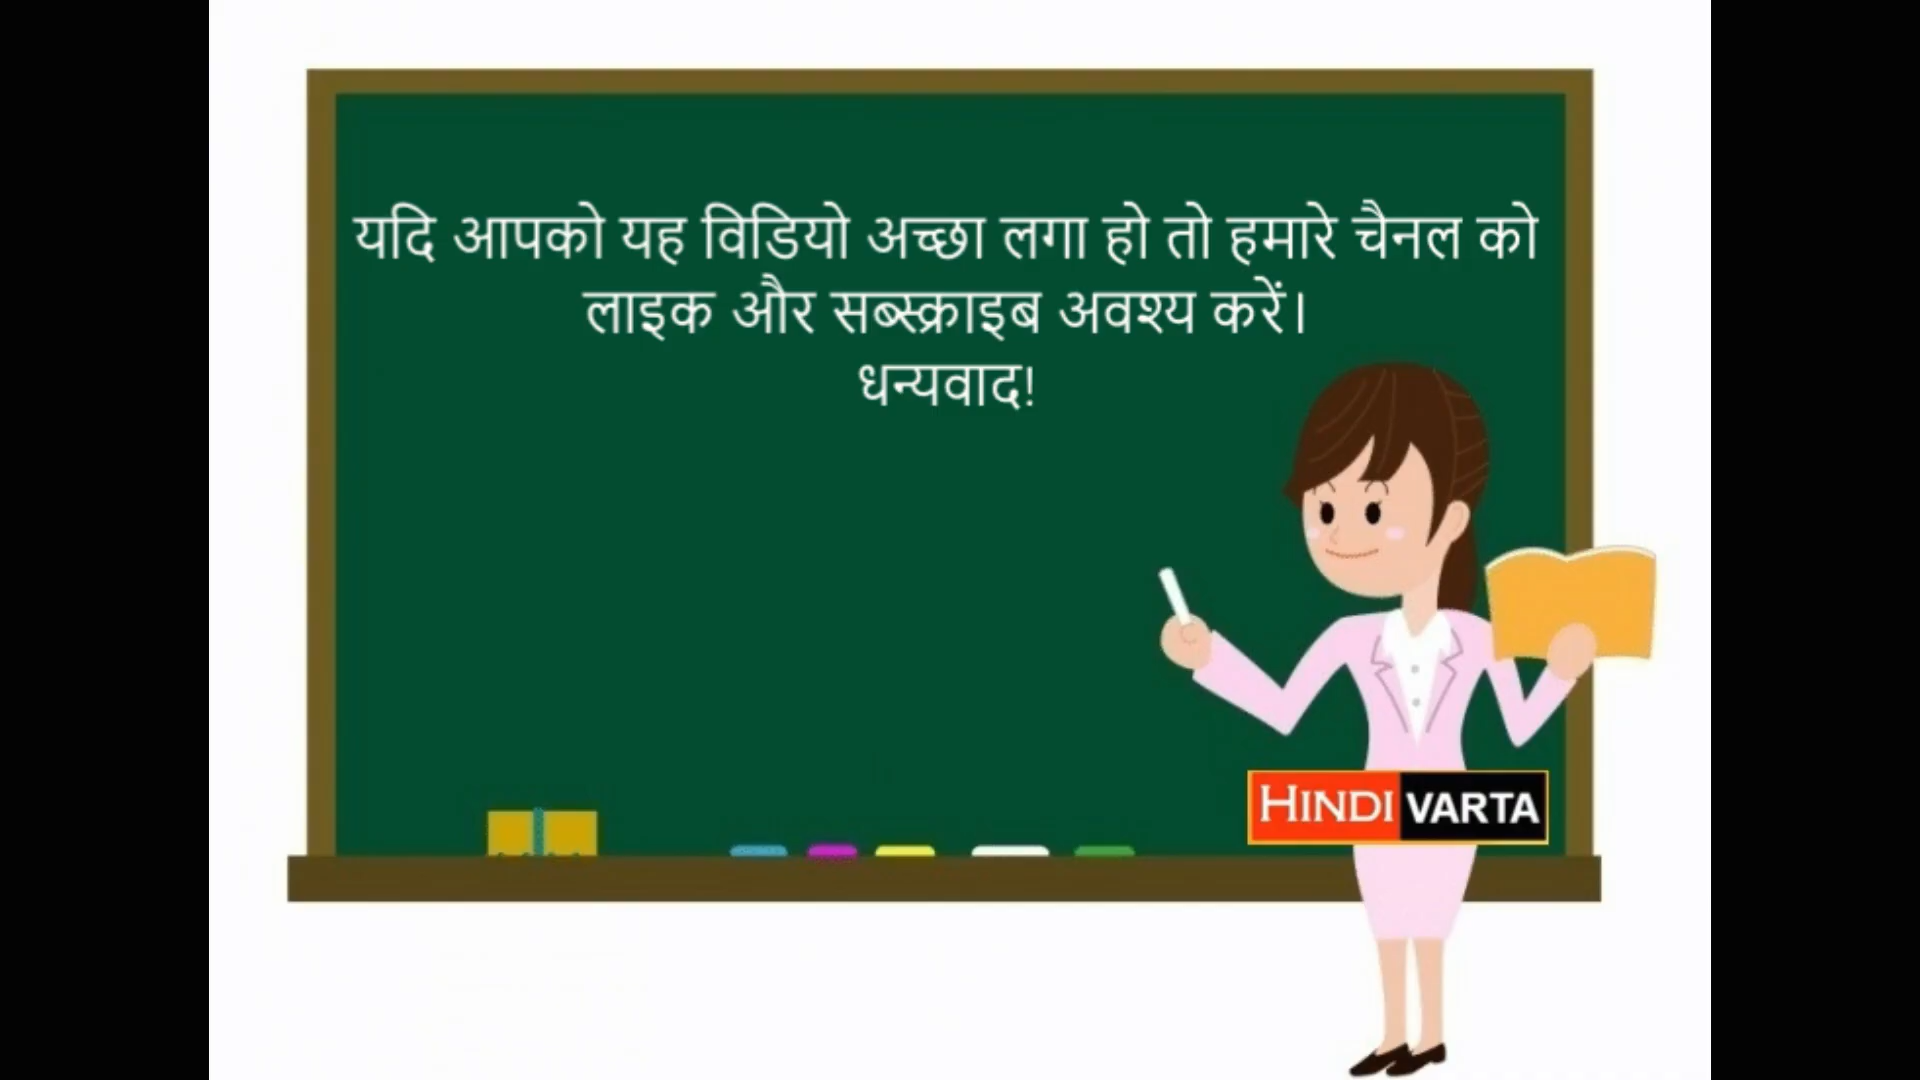 यदि आपको यह विडियो अच्छा लगा हो तो हमारे चैनल को
लाइक और सब्स्क्राइब अवश्य करें।
धन्यवाद!
HINDI VARTA